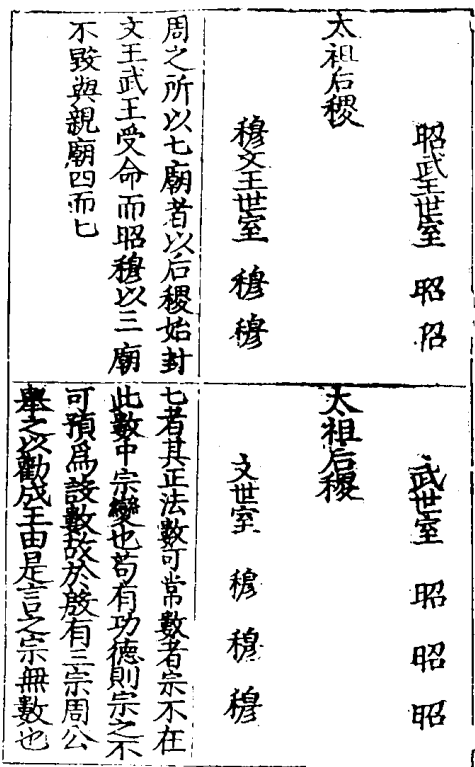 昭武王世室 昭 昭
太祖后稷
穆文王世室 穆 穆
周之所以七廟者以后稷始封
文王武王受命而昭穆以三廟
不毀與親廟四而七
武世室 昭 昭 昭
太祖后稷
文世室 穆 穆 穆
七者其正法數可常數者宗不在
此數中宗變也苟有功德則宗之不
可預爲設數故於殷有三宗周公
舉之以勸成王由是言之宗無數也